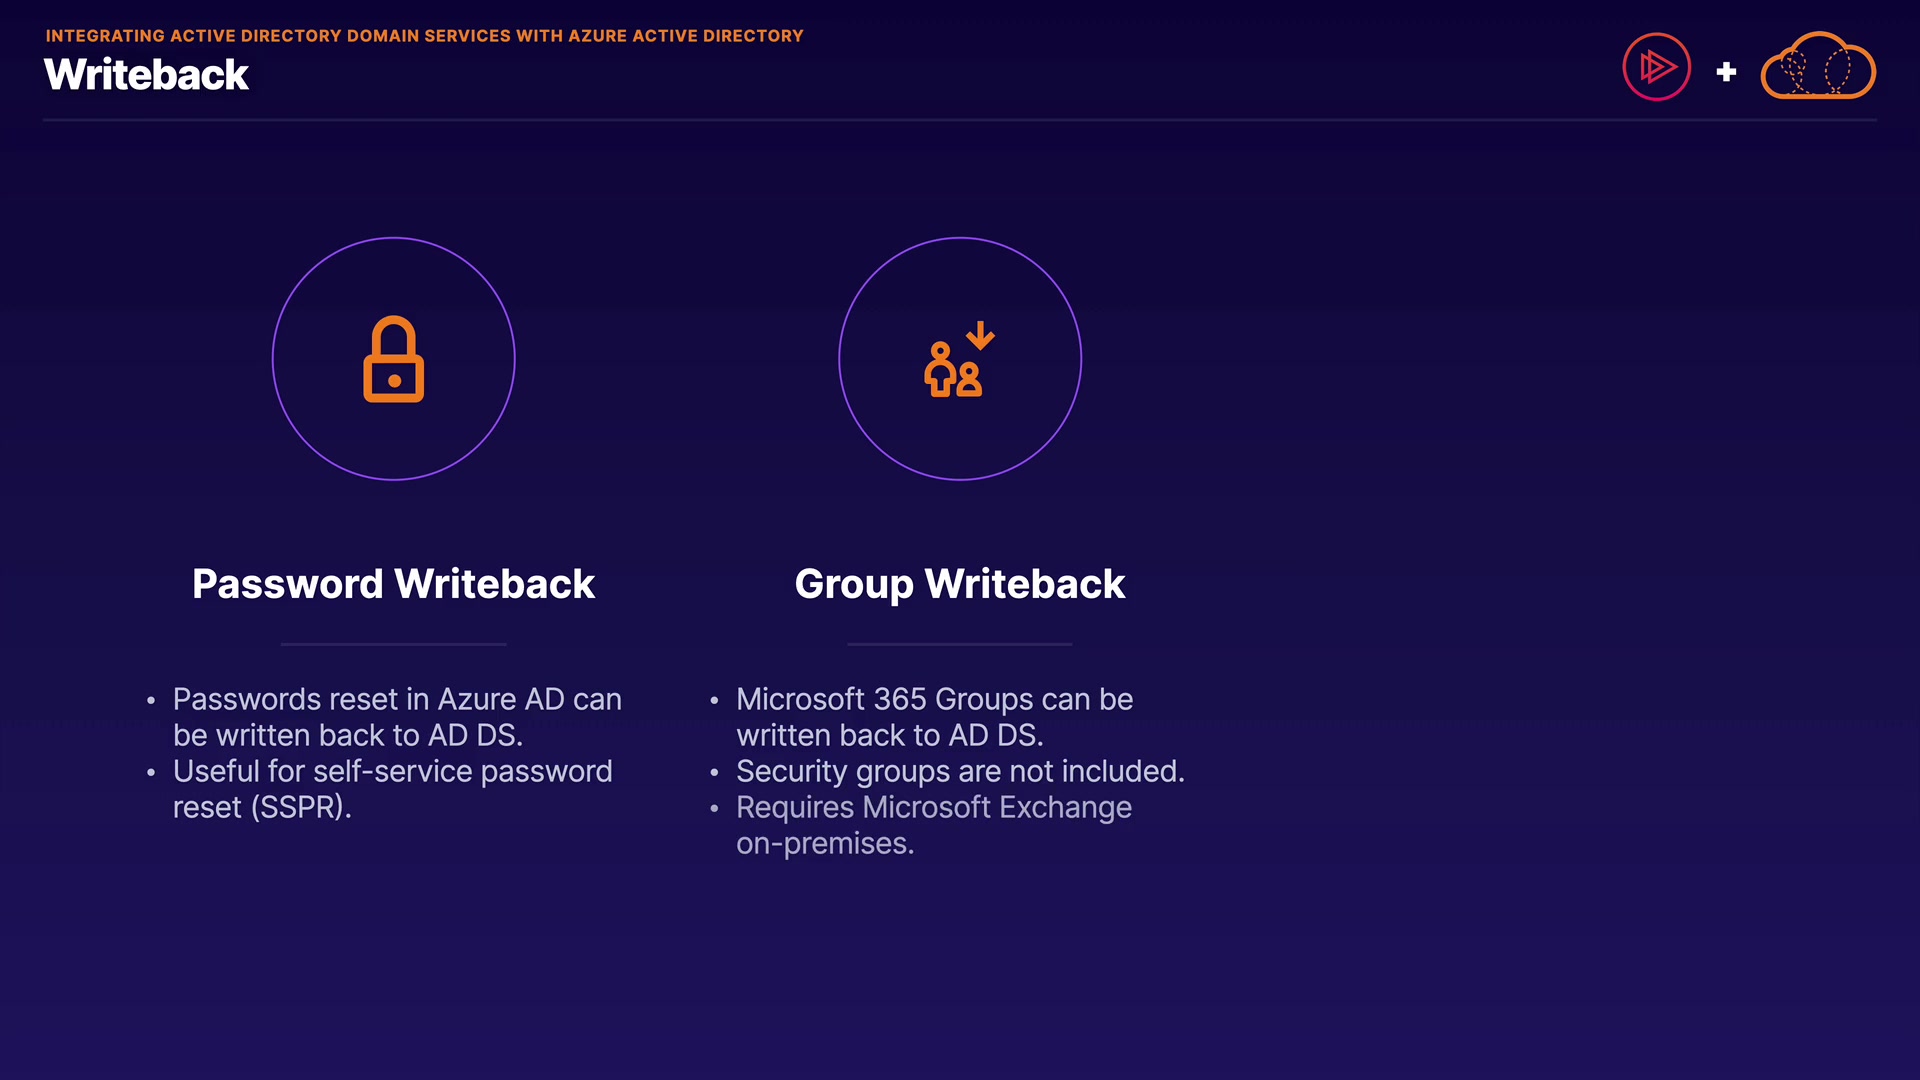 INTEGRATING ACTIVE DIRECTORY DOMAIN SERVICES WITH AZURE ACTIVE DIRECTORY
Writeback
Password Writeback
• Passwords reset in Azure AD can
be written back to AD DS.
• Useful for self-service password
reset (SSPR).
Group Writeback
• Microsoft 365 Groups can be
written back to AD DS.
• Security groups are not included.
• Requires Microsoft Exchange
on-premises.